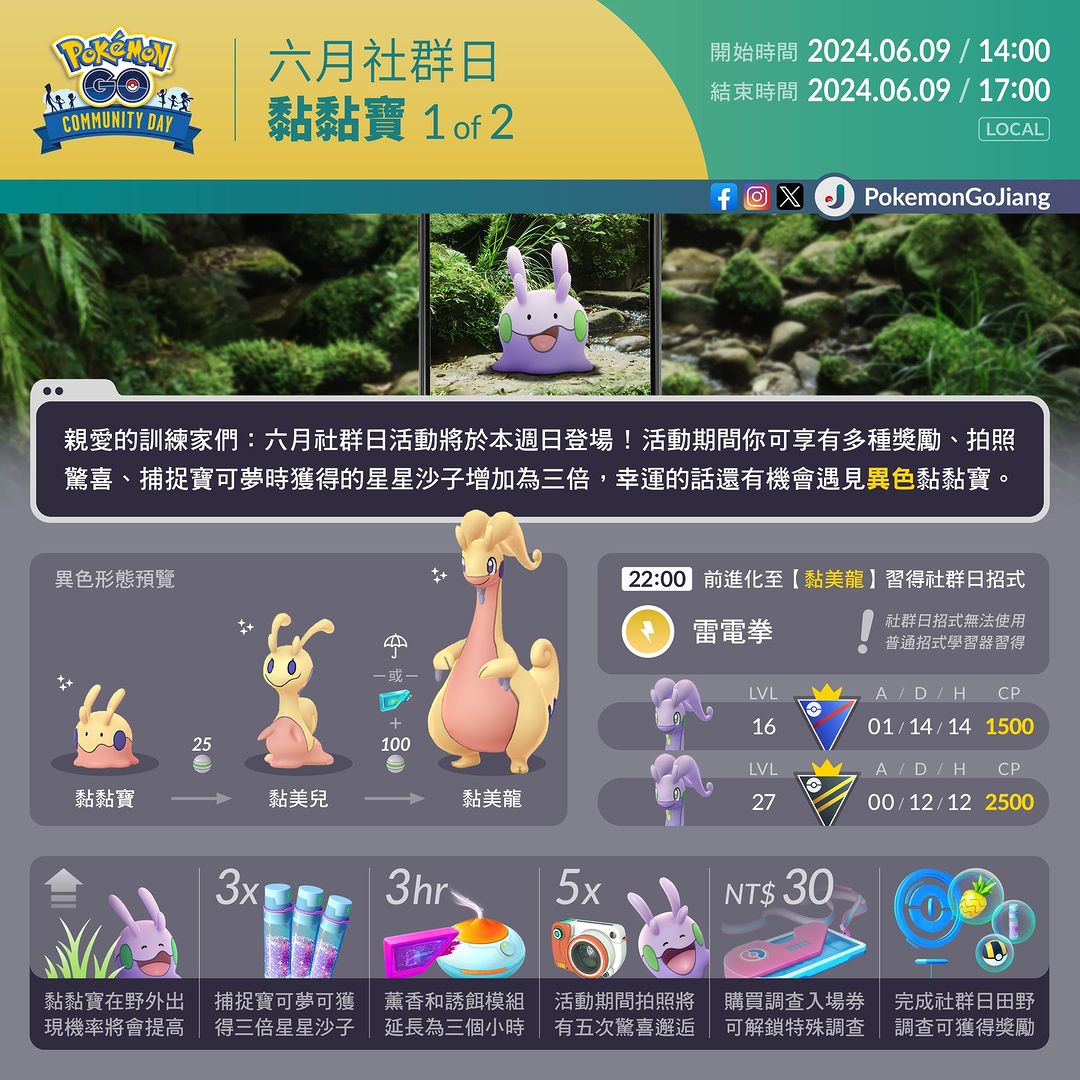 Pokémon
GO
COMMUNITY DAY
六月社群日
黏黏寶 1 of 2
開始時間 2024.06.09 / 14:00
結束時間 2024.06.09 / 17:00
LOCAL
PokemonGoJiang
親愛的訓練家們：六月社群日活動將於本週日登場！活動期間你可享有多種獎勵、拍照
驚喜、捕捉寶可夢時獲得的星星沙子增加為三倍，幸運的話還有機會遇見異色黏黏寶。
異色形態預覽
25
或
+
100
黏黏寶
黏美兒
黏美龍
22:00 前進化至【黏美龍】習得社群日招式
雷電拳
社群日招式無法使用
普通招式學習器習得
LVL A / D / H CP
16 01 / 14 / 14 1500
LVL A / D / H CP
27 00 / 12 / 12 2500
黏黏寶在野外出
現機率將會提高
3x
捕捉寶可夢可獲
得三倍星星沙子
3hr
薰香和誘餌模組
延長為三個小時
5x
活動期間拍照將
有五次驚喜邂逅
NT$ 30
購買調查入場券
可解鎖特殊調查
完成社群日田野
調查可獲得獎勵